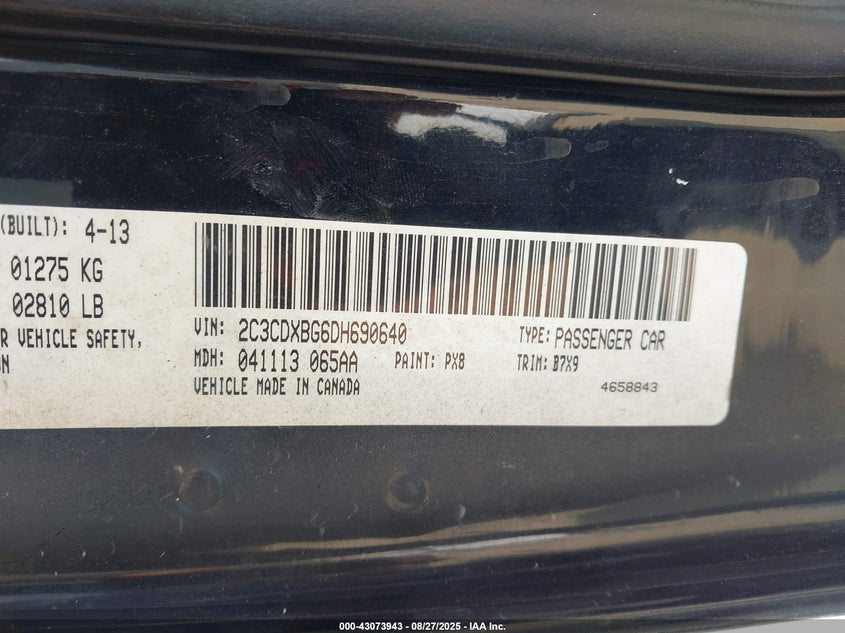 (BUILT): 4-13
01275 KG
02810 LB
VEHICLE SAFETY,
VIN: 2C3CDXBG6DH690640 TYPE: PASSENGER CAR
MDH: 041113 065AA PAINT: PX8 TRIM: B7X9
VEHICLE MADE IN CANADA 4658843
000-43073943 - 08/27/2025 - IAA Inc.